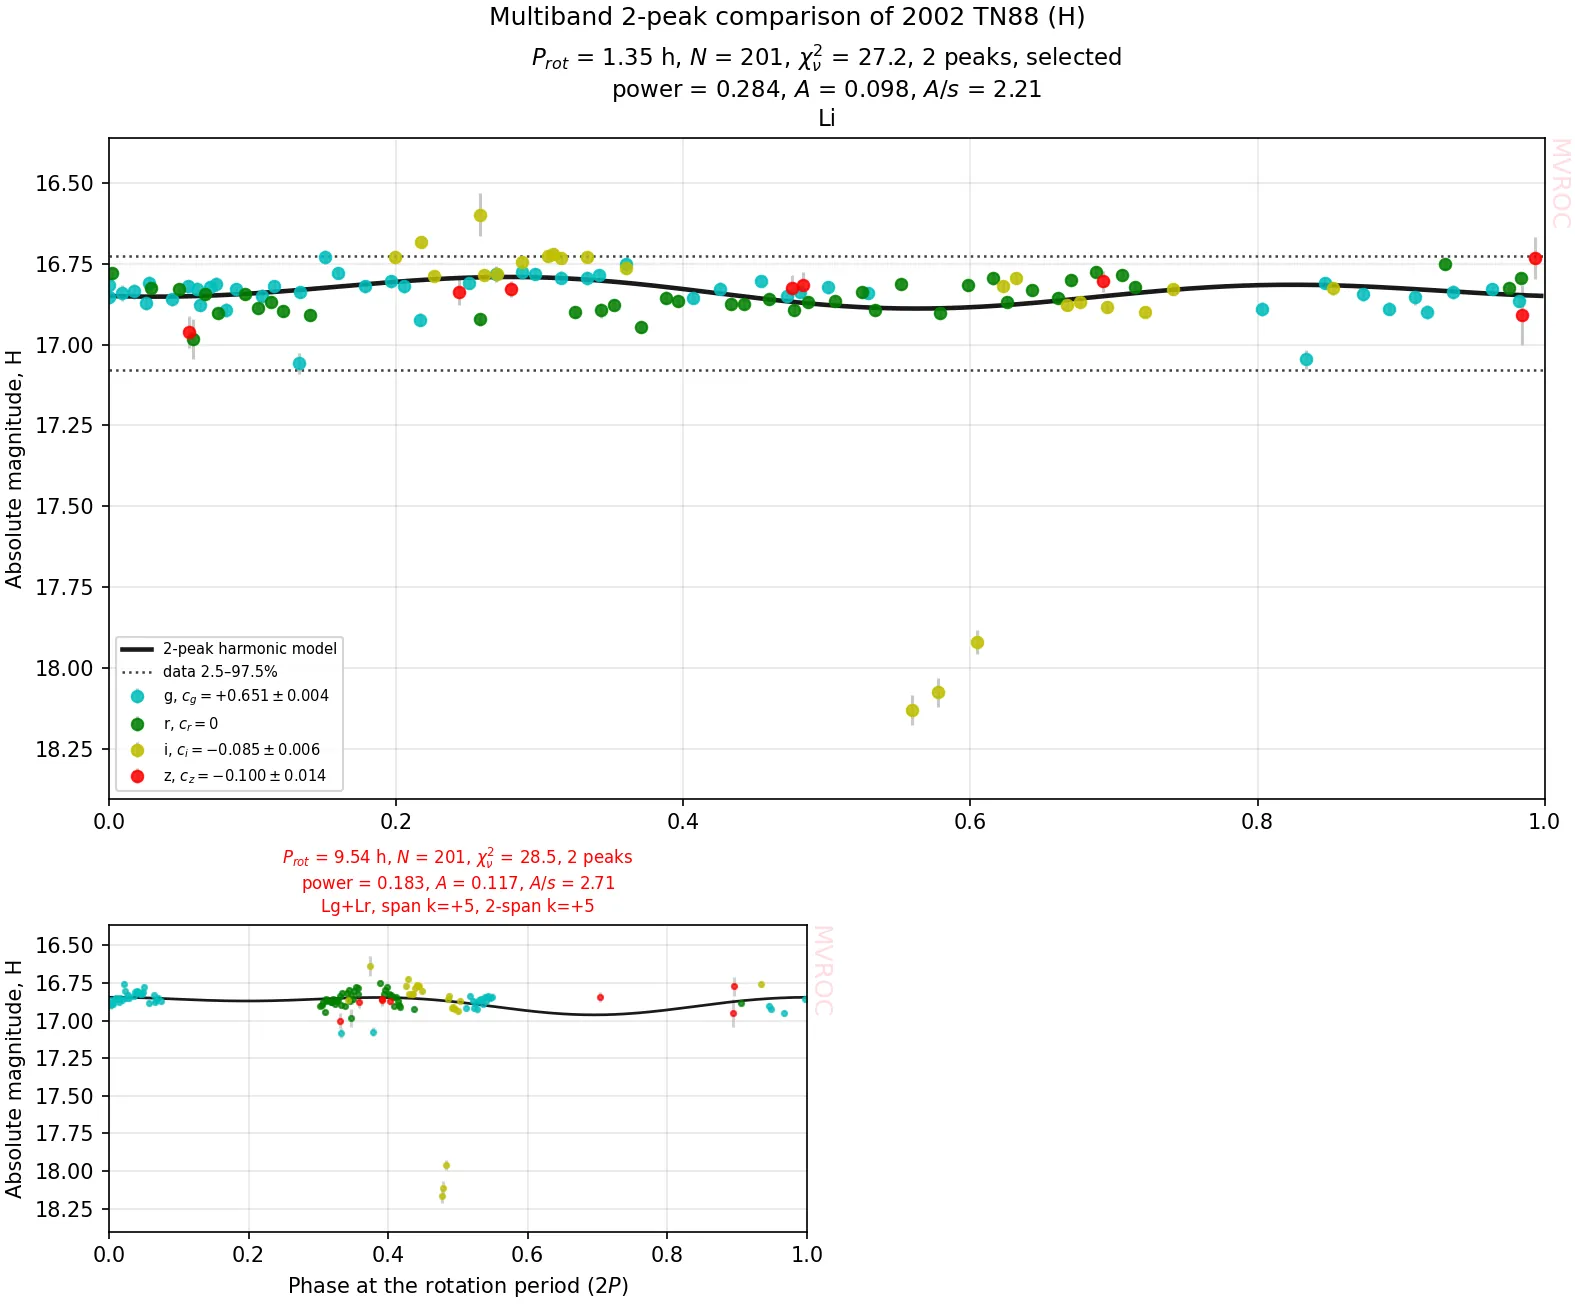 Multiband 2-peak comparison of 2002 TN88 (H)
P_rot = 1.35 h, N = 201, χ²_ν = 27.2, 2 peaks, selected
power = 0.284, A = 0.098, A/s = 2.21
Li
MVROC
Absolute magnitude, H
16.50
16.75
17.00
17.25
17.50
17.75
18.00
18.25
2-peak harmonic model
data 2.5–97.5%
g, c_g = +0.651 ± 0.004
r, c_r = 0
i, c_i = −0.085 ± 0.006
z, c_z = −0.100 ± 0.014
0.0 0.2 0.4 0.6 0.8 1.0
P_rot = 9.54 h, N = 201, χ²_ν = 28.5, 2 peaks
power = 0.183, A = 0.117, A/s = 2.71
Lg+Lr, span k=+5, 2-span k=+5
MVROC
Absolute magnitude, H
16.50
16.75
17.00
17.25
17.50
17.75
18.00
18.25
0.0 0.2 0.4 0.6 0.8 1.0
Phase at the rotation period (2P)